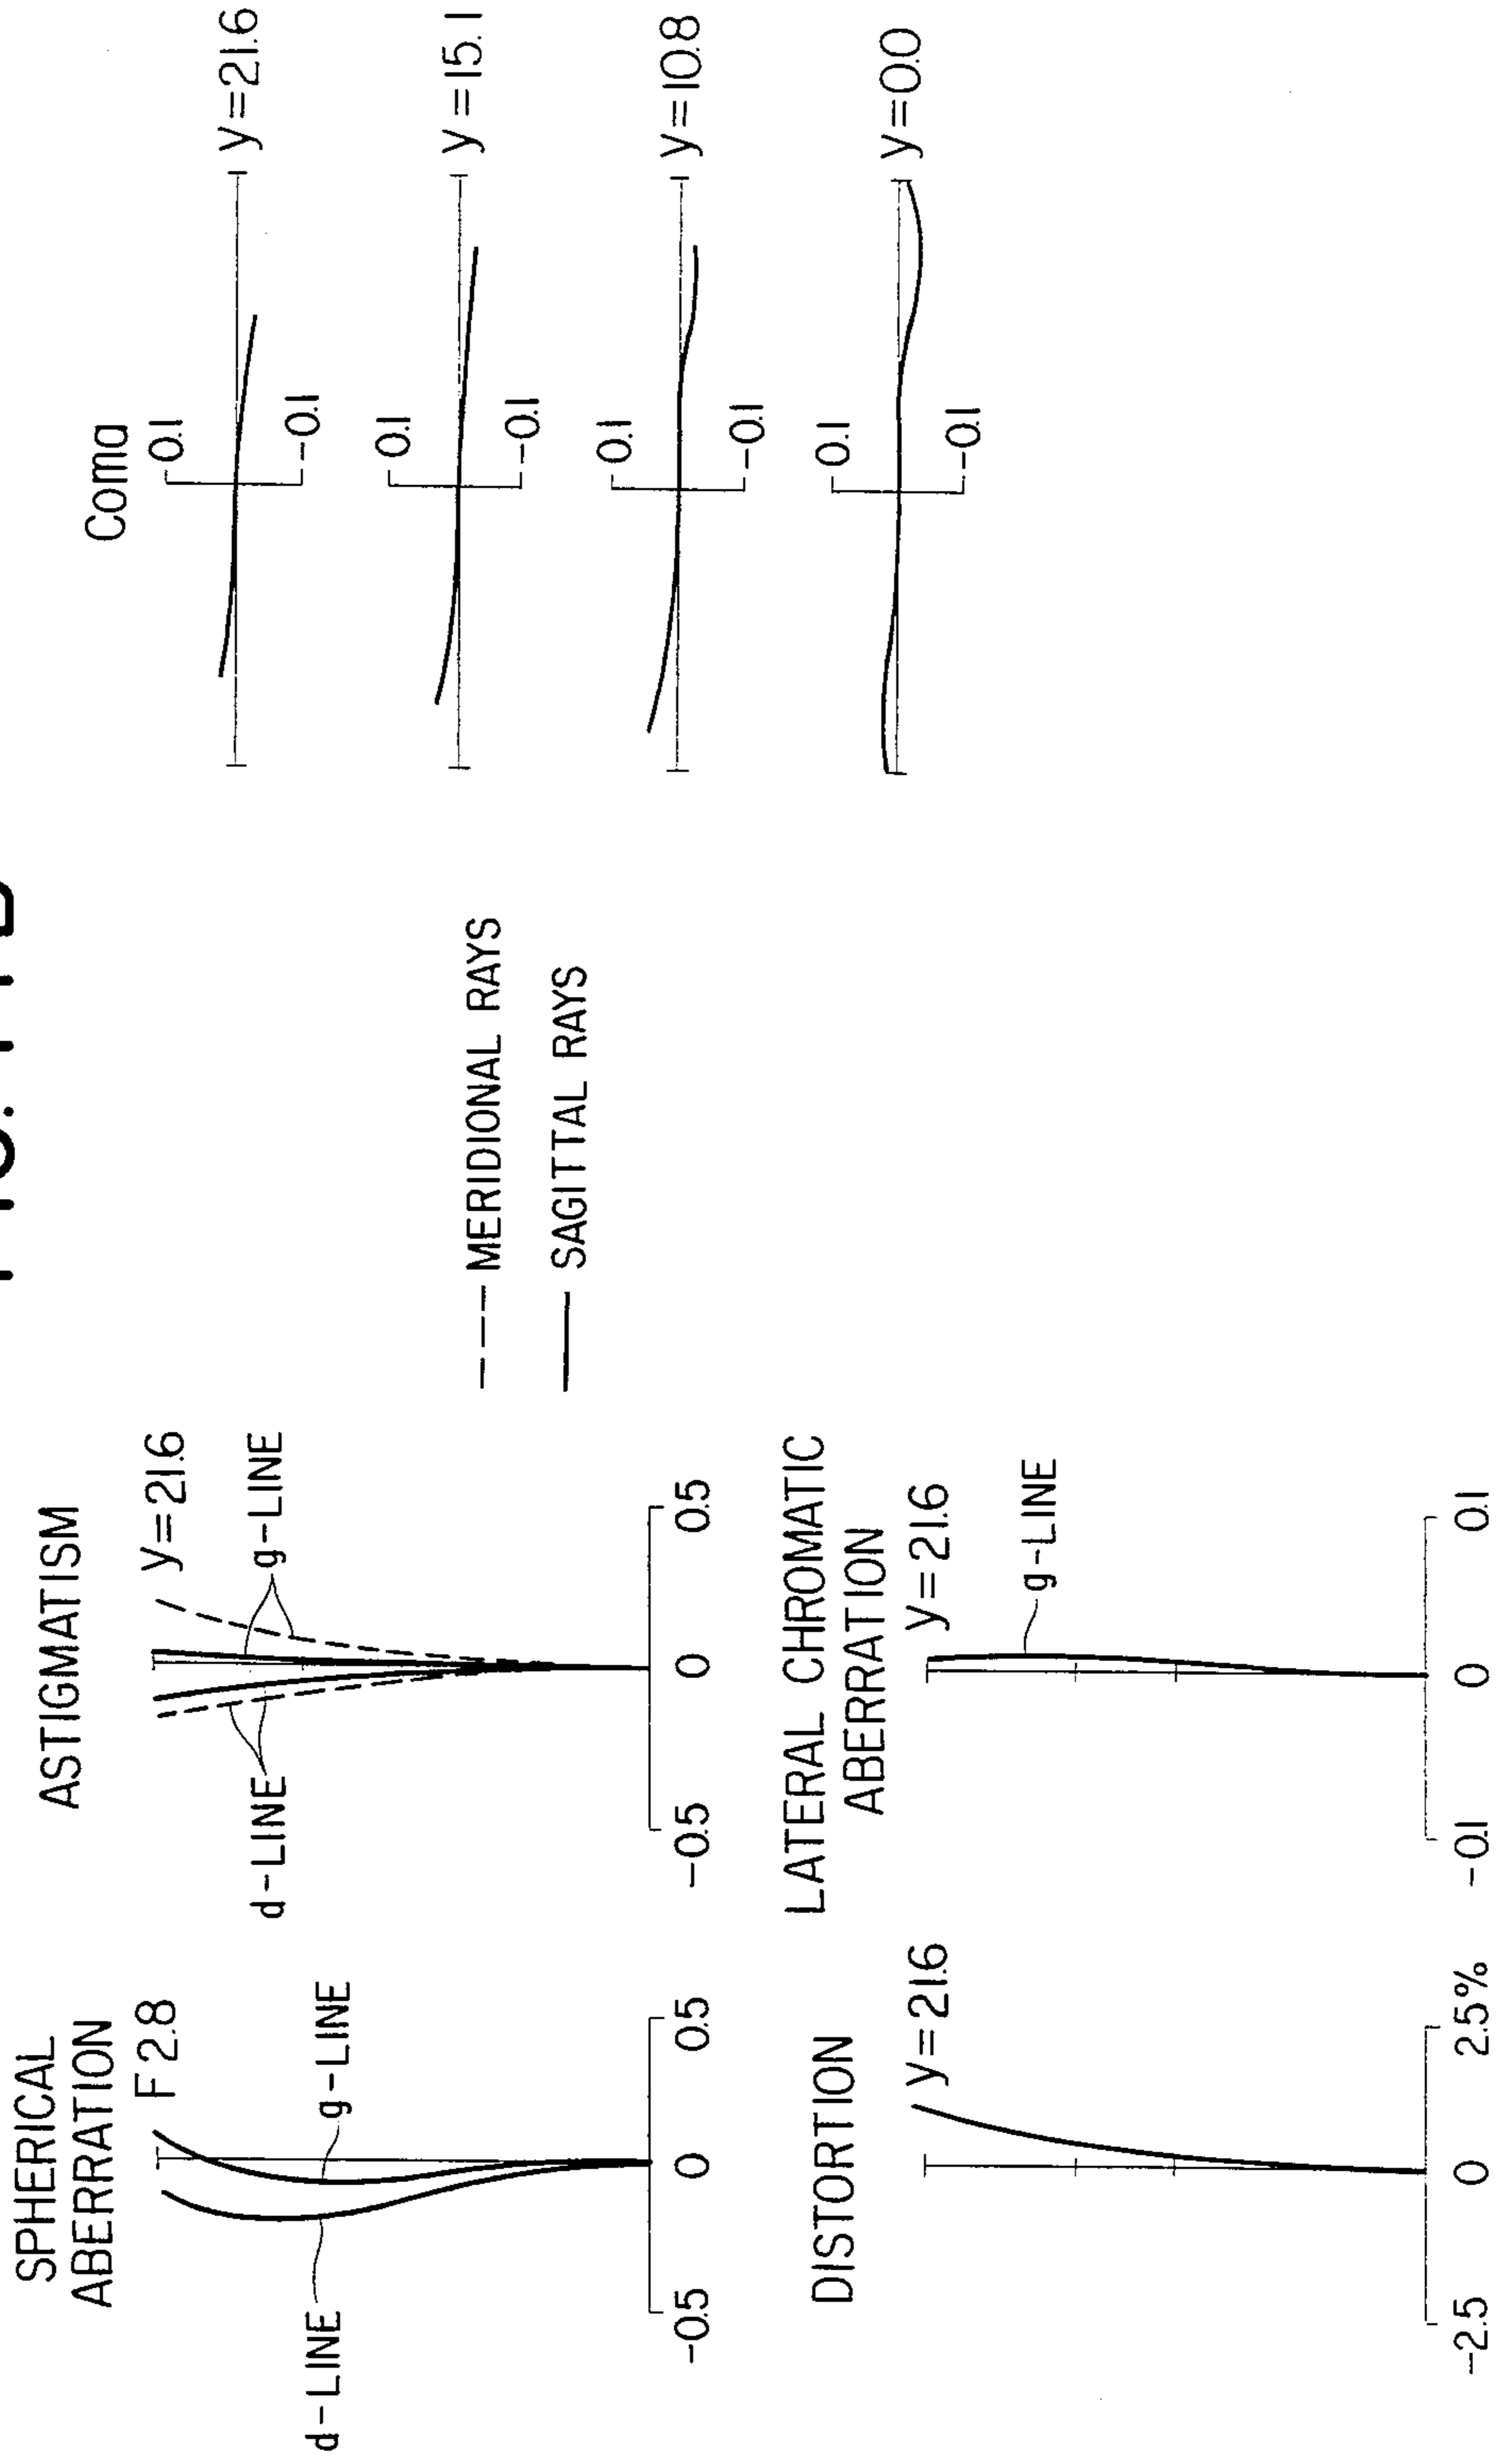 SPHERICAL
ABERRATION
F2.8
g-LINE
d-LINE
-0.5
0
0.5
ASTIGMATISM
y=21.6
g-LINE
d-LINE
-0.5
0
0.5
--- MERIDIONAL RAYS
— SAGITTAL RAYS
DISTORTION
y=21.6
-2.5
0
2.5%
LATERAL CHROMATIC
ABERRATION
y=21.6
g-LINE
-0.1
0
0.1
Coma
0.1
-0.1
y=21.6
0.1
-0.1
y=15.1
0.1
-0.1
y=10.8
0.1
-0.1
y=0.0